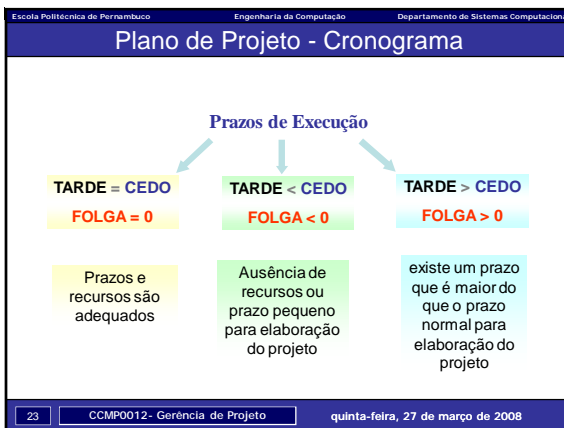 Escola Politécnica de Pernambuco Engenharia da Computação Departamento de Sistemas Computaciona
Plano de Projeto - Cronograma
Prazos de Execução
TARDE = CEDO
FOLGA = 0
TARDE < CEDO
FOLGA < 0
TARDE > CEDO
FOLGA > 0
Prazos e
recursos são
adequados
Ausência de
recursos ou
prazo pequeno
para elaboração
do projeto
existe um prazo
que é maior do
que o prazo
normal para
elaboração do
projeto
23 CCMP0012- Gerência de Projeto quinta-feira, 27 de março de 2008